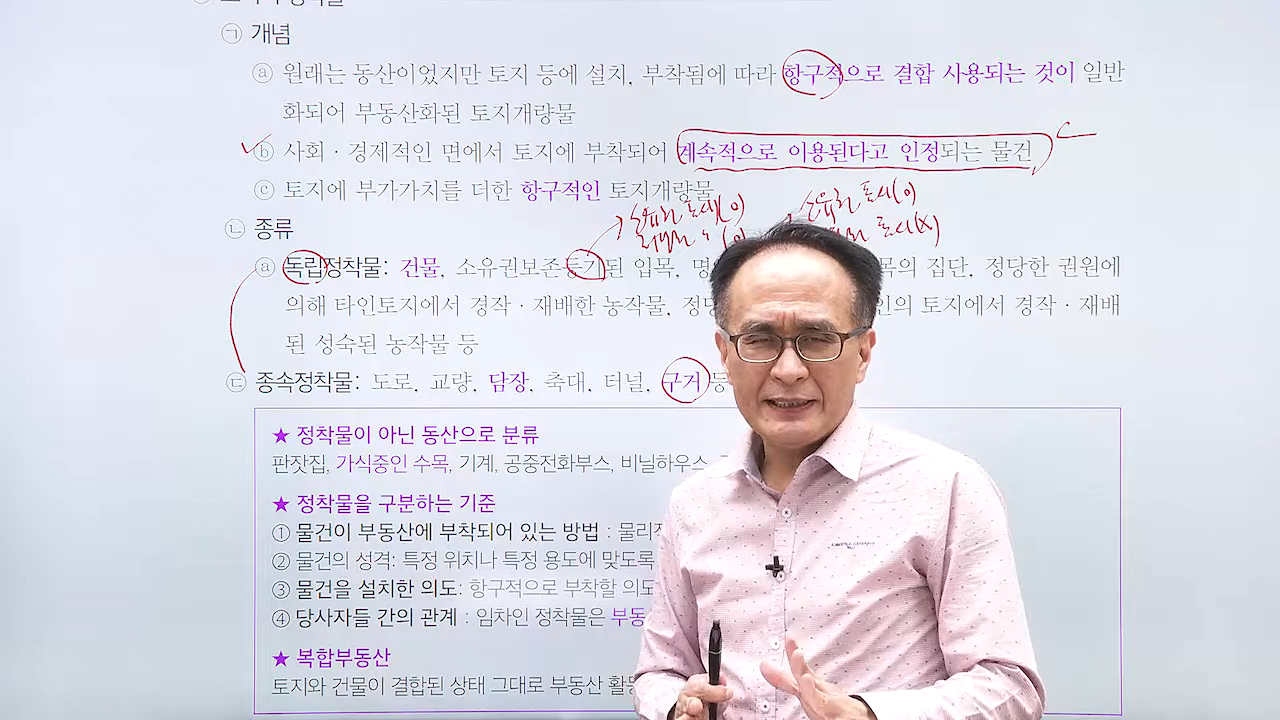 ㉠ 개념
ⓐ 원래는 동산이었지만 토지 등에 설치, 부착됨에 따라 항구적으로 결합 사용되는 것이 일반
화되어 부동산화된 토지개량물
ⓑ 사회 · 경제적인 면에서 토지에 부착되어 계속적으로 이용된다고 인정되는 물건
ⓒ 토지에 부가가치를 더한 항구적인 토지개량물
㉡ 종류
ⓐ 독립정착물: 건물, 소유권보존등기된 입목, 의 집단, 정당한 권원에
의해 타인토지에서 경작 · 재배한 농작물, 의 토지에서 경작 · 재배
된 성숙된 농작물 등
㉢ 종속정착물: 도로, 교량, 담장, 축대, 터널, 구거 등
★ 정착물이 아닌 동산으로 분류
판잣집, 가식중인 수목, 기계, 공중전화부스, 비닐하우스,
★ 정착물을 구분하는 기준
① 물건이 부동산에 부착되어 있는 방법 :
② 물건의 성격: 특정 위치나 특정 용도에 맞도록
③ 물건을 설치한 의도: 항구적으로 부착할 의도
④ 당사자들 간의 관계 : 임차인 정착물은
★ 복합부동산
토지와 건물이 결합된 상태 그대로 부동산